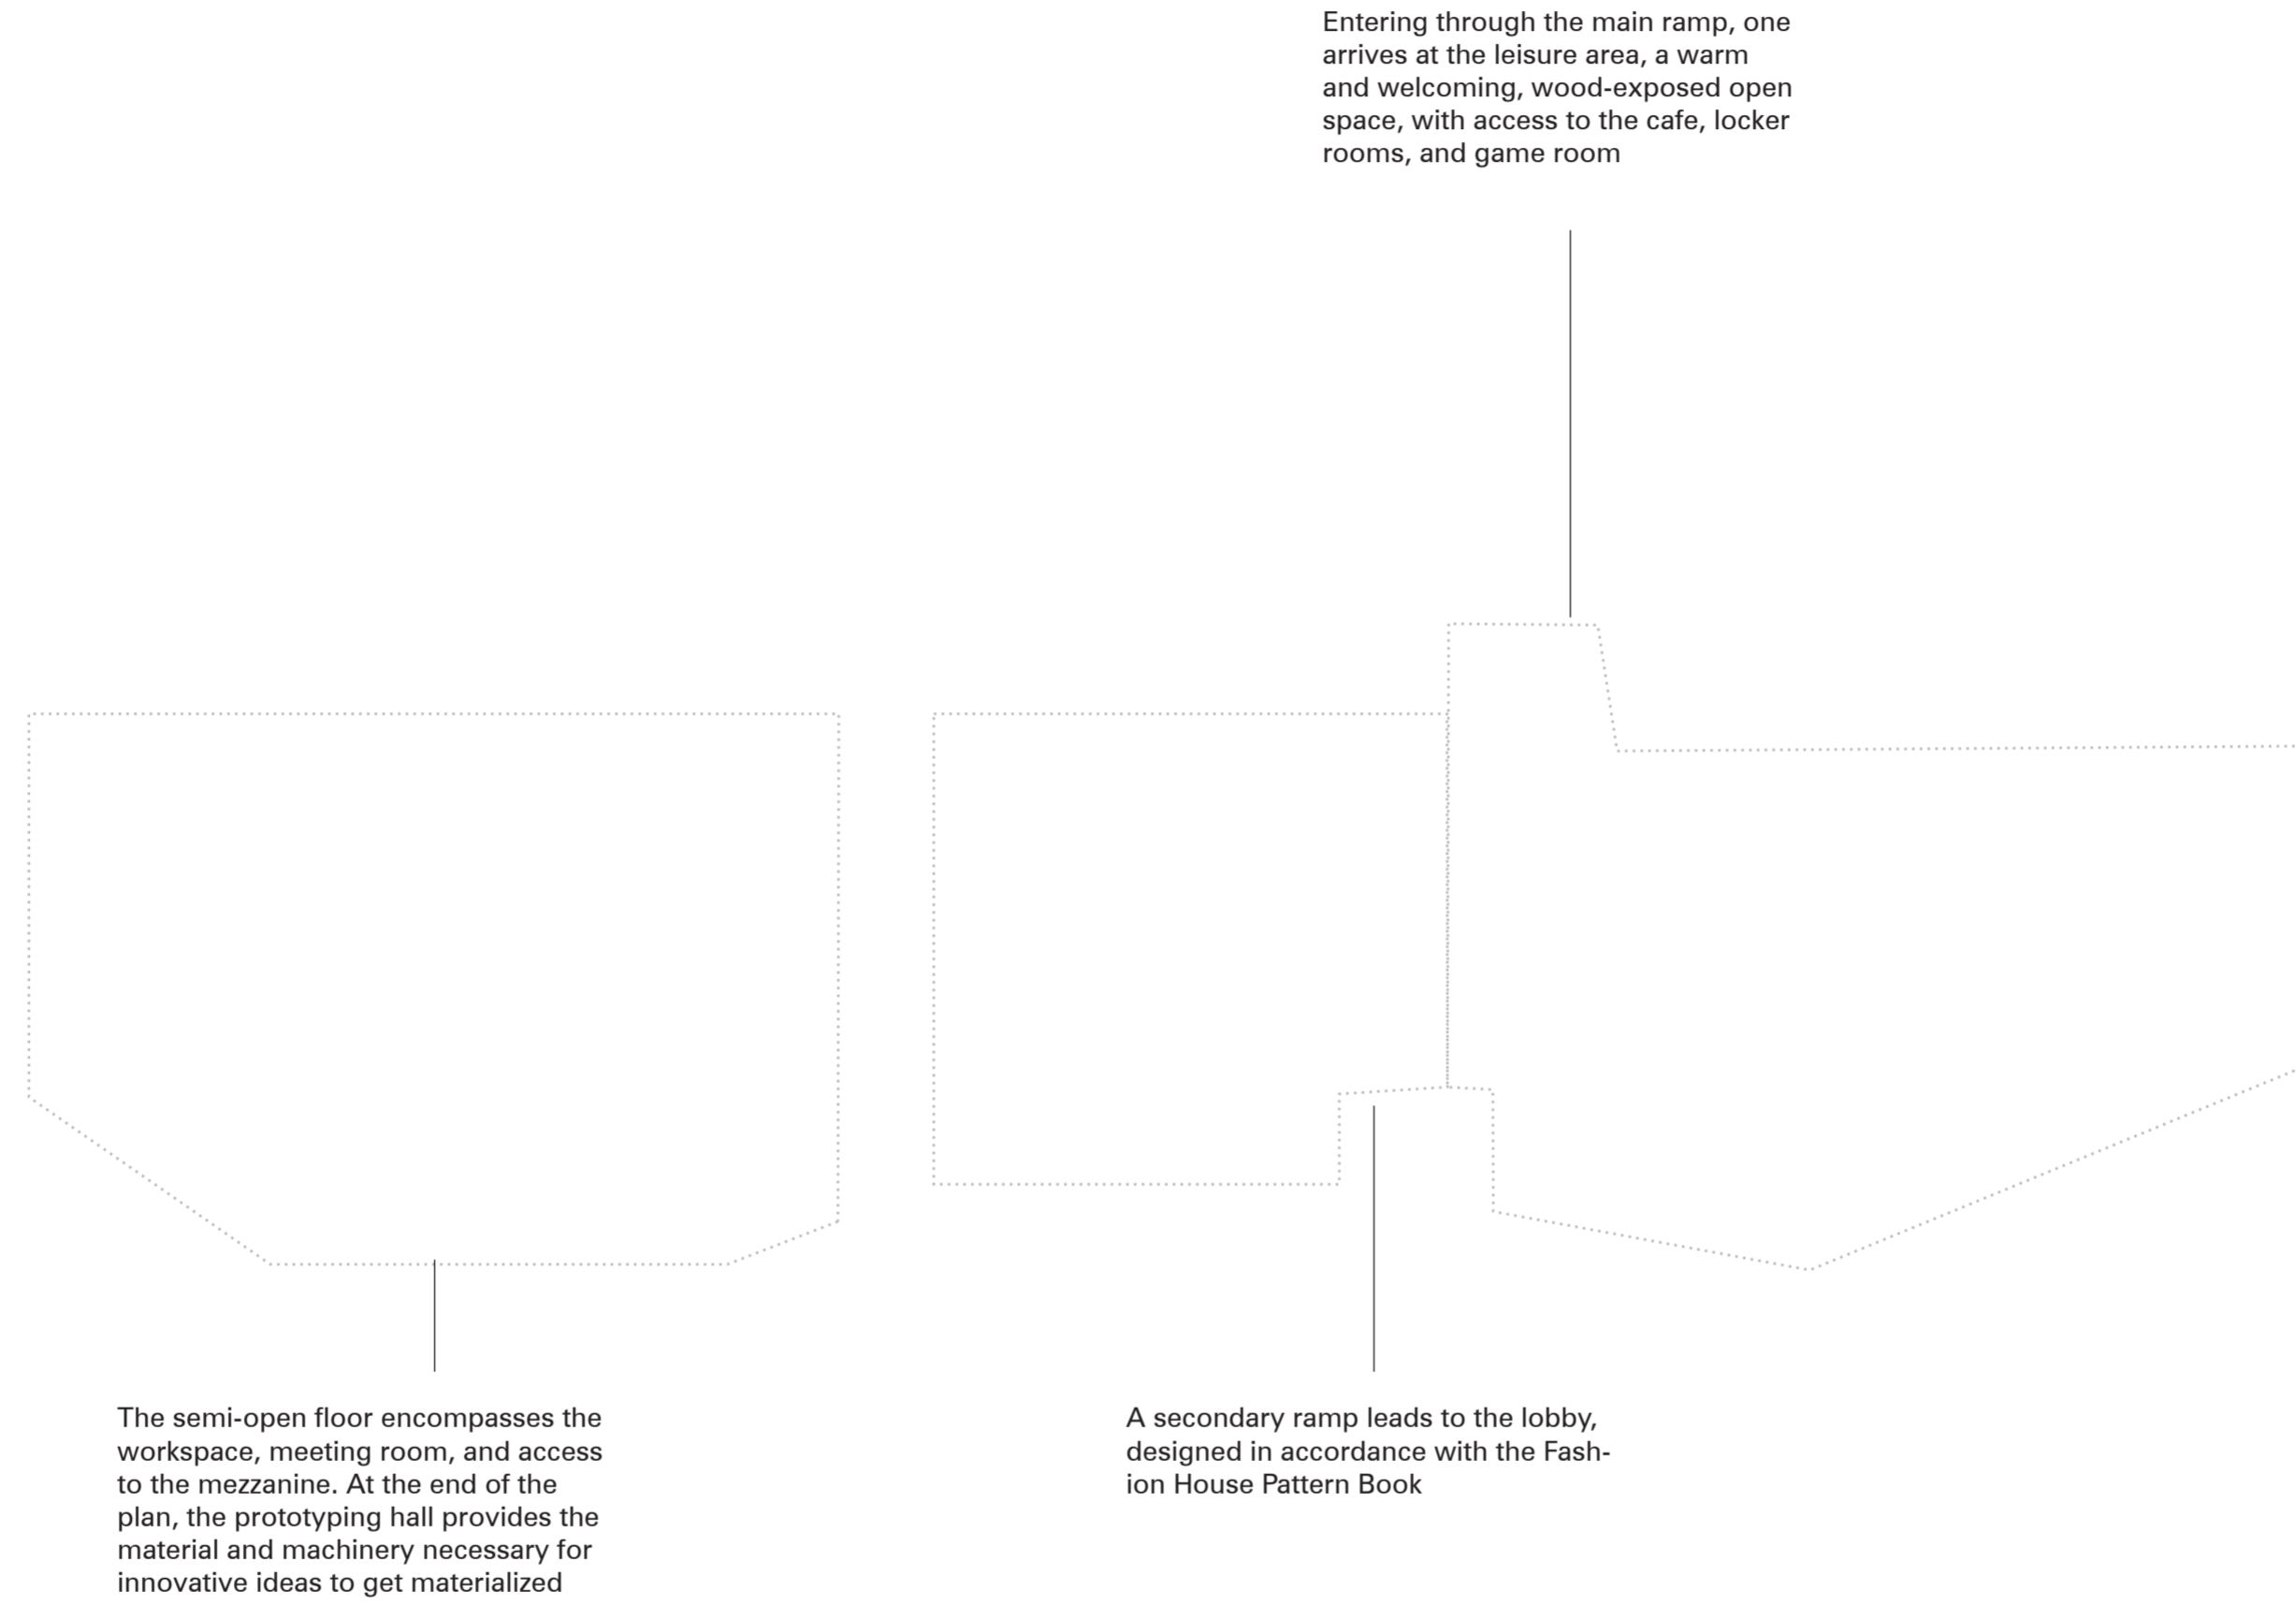 Entering through the main ramp, one
arrives at the leisure area, a warm
and welcoming, wood-exposed open
space, with access to the cafe, locker
rooms, and game room
The semi-open floor encompasses the
workspace, meeting room, and access
to the mezzanine. At the end of the
plan, the prototyping hall provides the
material and machinery necessary for
innovative ideas to get materialized
A secondary ramp leads to the lobby,
designed in accordance with the Fash-
ion House Pattern Book